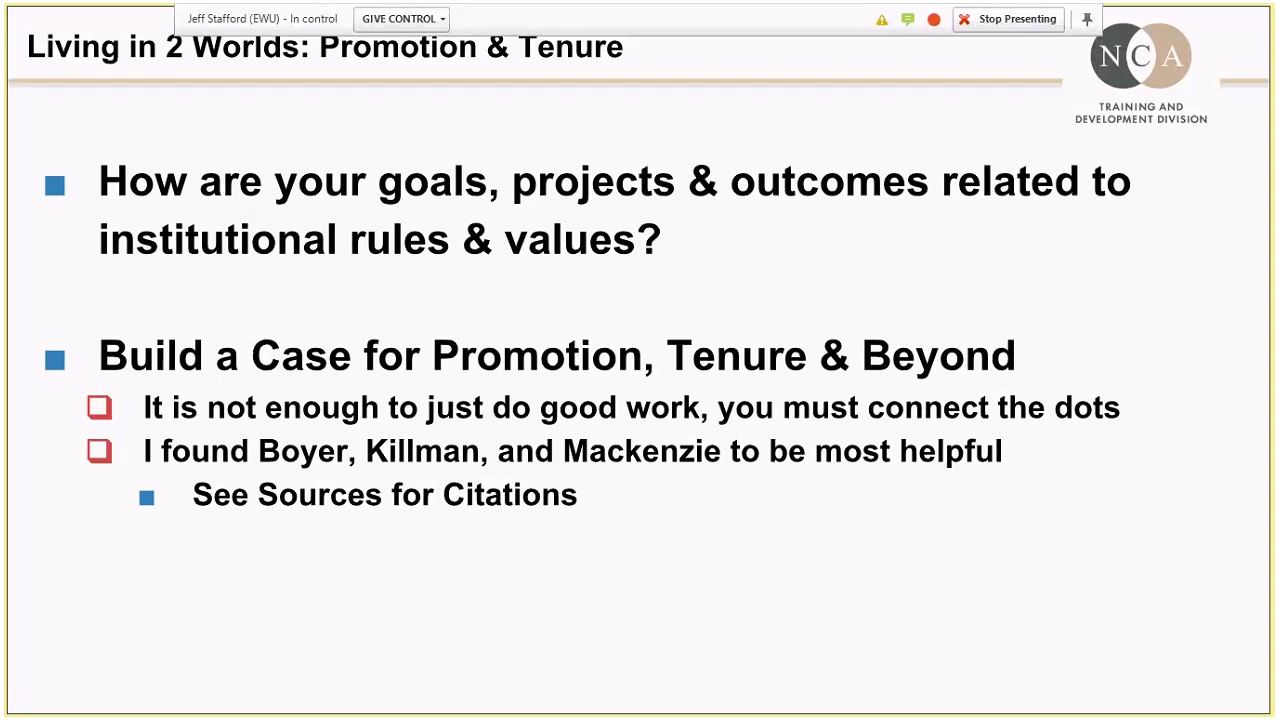 Jeff Stafford (EWU) - In control GIVE CONTROL Stop Presenting
Living in 2 Worlds: Promotion & Tenure
NCA
TRAINING AND
DEVELOPMENT DIVISION
How are your goals, projects & outcomes related to
institutional rules & values?
Build a Case for Promotion, Tenure & Beyond
It is not enough to just do good work, you must connect the dots
I found Boyer, Killman, and Mackenzie to be most helpful
See Sources for Citations